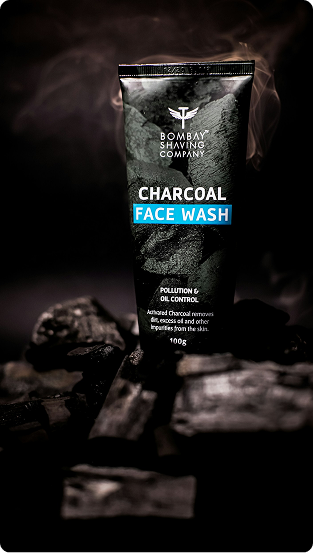 BOMBAY
SHAVING
COMPANY
CHARCOAL
FACE WASH
POLLUTION &
OIL CONTROL
Activated Charcoal removes
dirt, excess oil and other
impurities from the skin.
100g